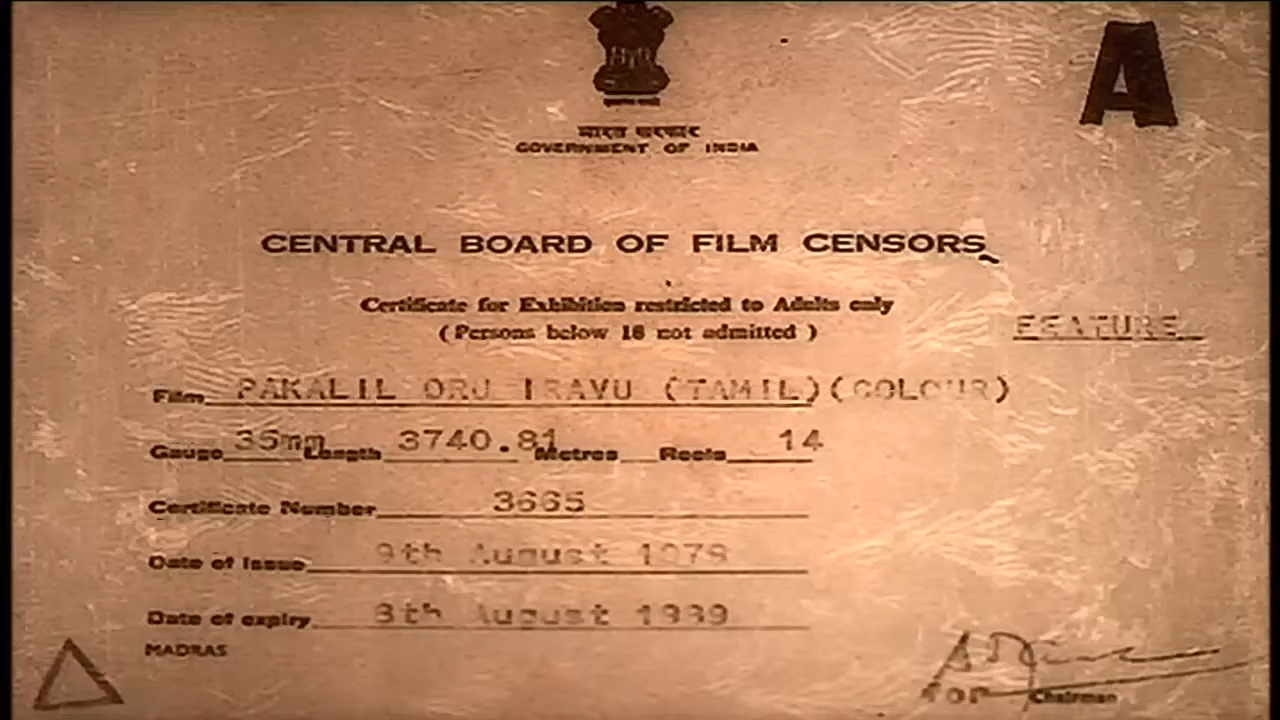 A
भारत सरकार
GOVERNMENT OF INDIA
CENTRAL BOARD OF FILM CENSORS
Certificate for Exhibition restricted to Adults only
(Persons below 18 not admitted)
FEATURE
Film PAKALIL ORU IRAVU (TAMIL)(COLOUR)
Gauge 35mm Length 3740.81 Metres Reels 14
Certificate Number 3665
Date of Issue 9th August 1979
Date of expiry 8th August 1989
MADRAS
for Chairman